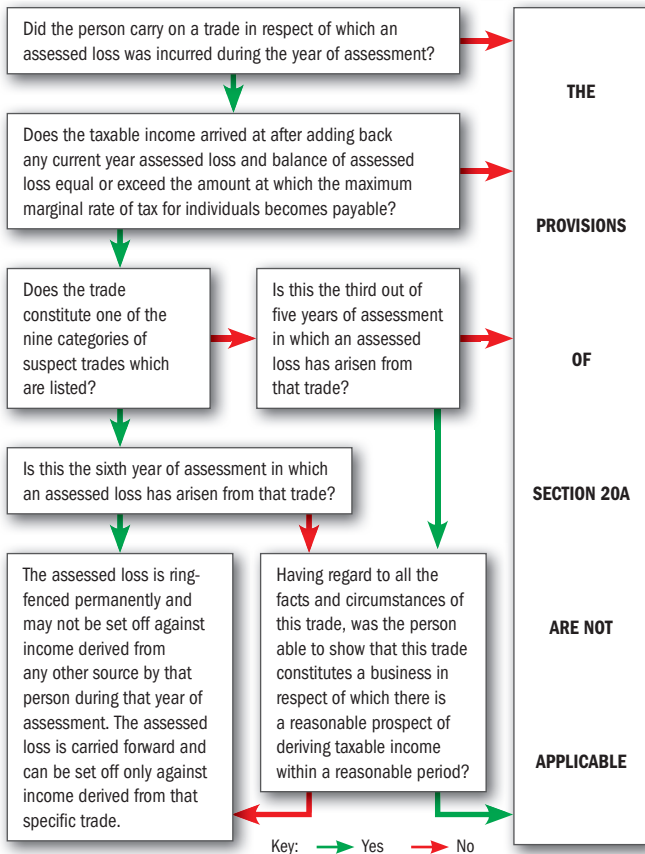 Did the person carry on a trade in respect of which an
assessed loss was incurred during the year of assessment?
Does the taxable income arrived at after adding back
any current year assessed loss and balance of assessed
loss equal or exceed the amount at which the maximum
marginal rate of tax for individuals becomes payable?
Does the trade
constitute one of the
nine categories of
suspect trades which
are listed?
Is this the third out of
five years of assessment
in which an assessed
loss has arisen from
that trade?
Is this the sixth year of assessment in which
an assessed loss has arisen from that trade?
The assessed loss is ring-
fenced permanently and
may not be set off against
income derived from
any other source by that
person during that year of
assessment. The assessed
loss is carried forward and
can be set off only against
income derived from that
specific trade.
Having regard to all the
facts and circumstances of
this trade, was the person
able to show that this trade
constitutes a business in
respect of which there is
a reasonable prospect of
deriving taxable income
within a reasonable period?
THE
PROVISIONS
OF
SECTION 20A
ARE NOT
APPLICABLE
Key: Yes No